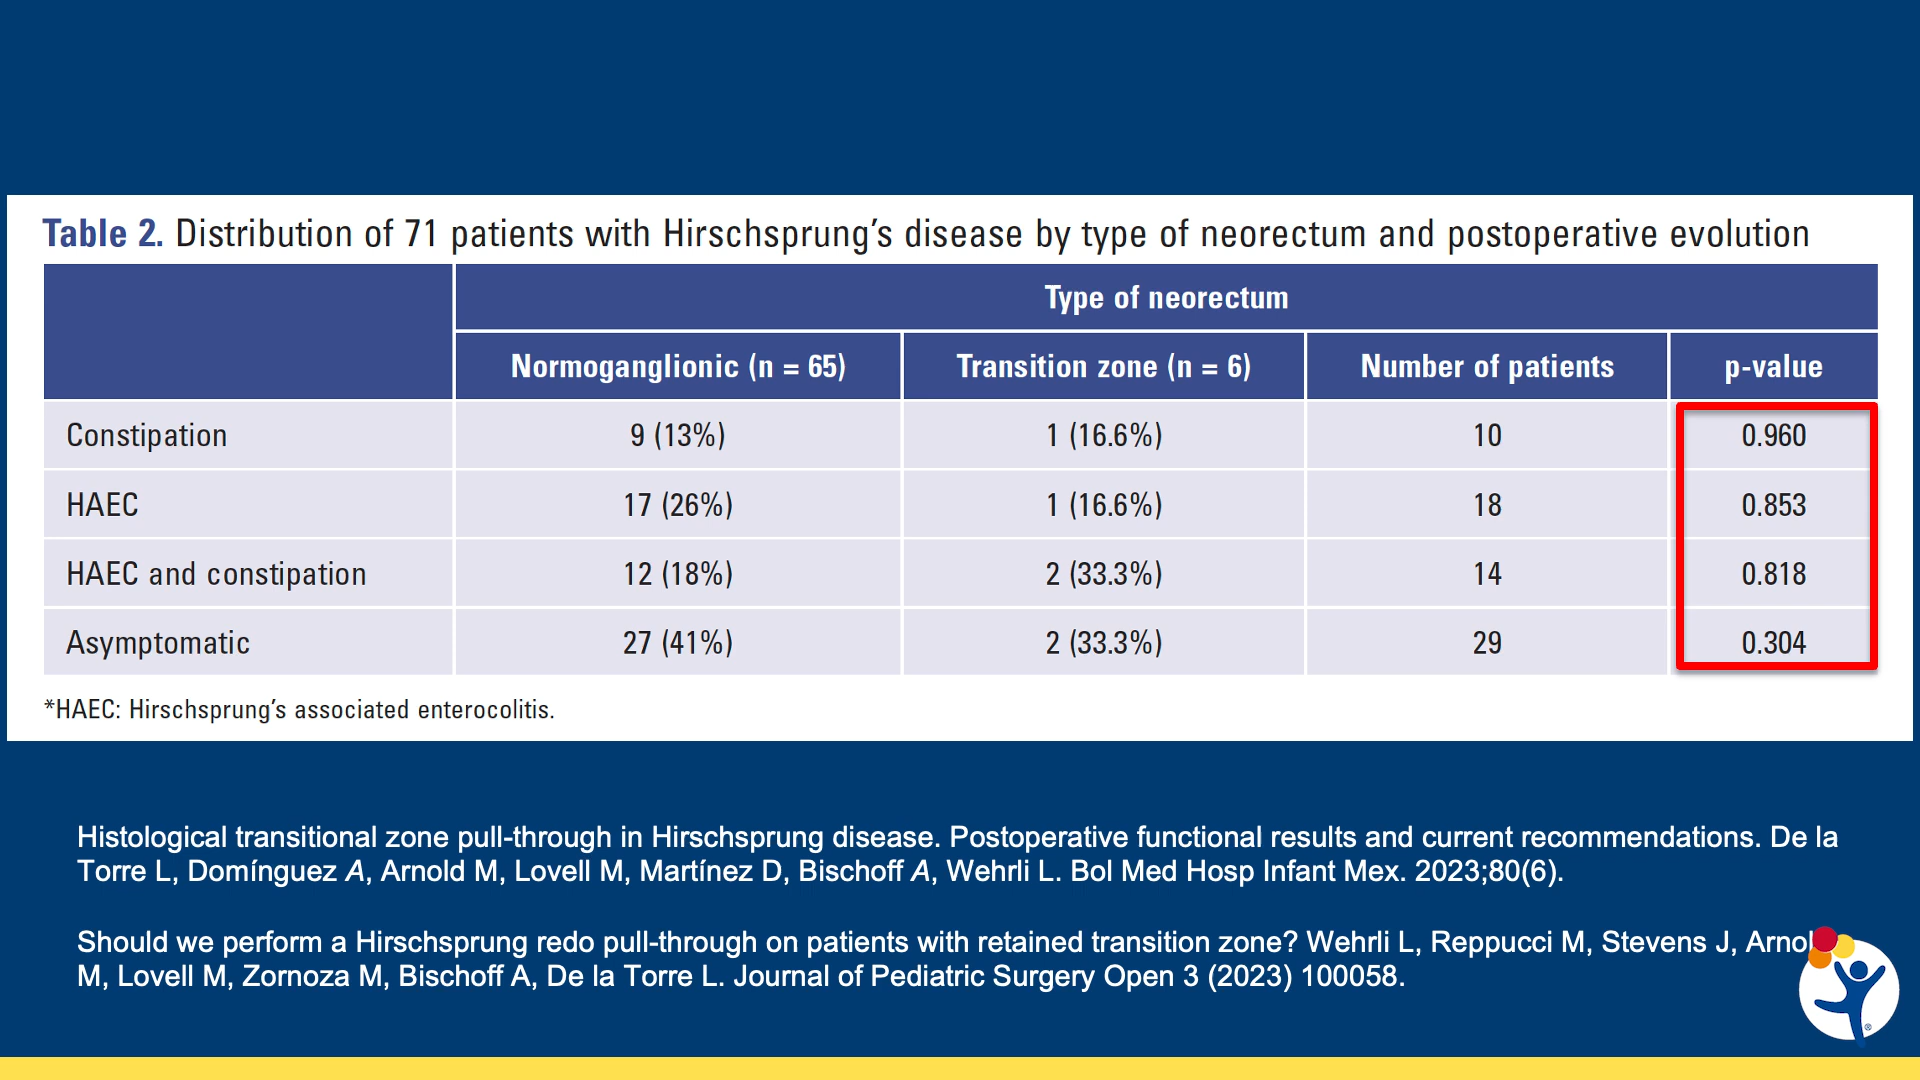 Table 2. Distribution of 71 patients with Hirschsprung's disease by type of neorectum and postoperative evolution
Type of neorectum
Normoganglionic (n = 65) Transition zone (n = 6) Number of patients p-value
Constipation 9 (13%) 1 (16.6%) 10 0.960
HAEC 17 (26%) 1 (16.6%) 18 0.853
HAEC and constipation 12 (18%) 2 (33.3%) 14 0.818
Asymptomatic 27 (41%) 2 (33.3%) 29 0.304
*HAEC: Hirschsprung's associated enterocolitis.
Histological transitional zone pull-through in Hirschsprung disease. Postoperative functional results and current recommendations. De la
Torre L, Domínguez A, Arnold M, Lovell M, Martínez D, Bischoff A, Wehrli L. Bol Med Hosp Infant Mex. 2023;80(6).
Should we perform a Hirschsprung redo pull-through on patients with retained transition zone? Wehrli L, Reppucci M, Stevens J, Arnol
M, Lovell M, Zornoza M, Bischoff A, De la Torre L. Journal of Pediatric Surgery Open 3 (2023) 100058.
®